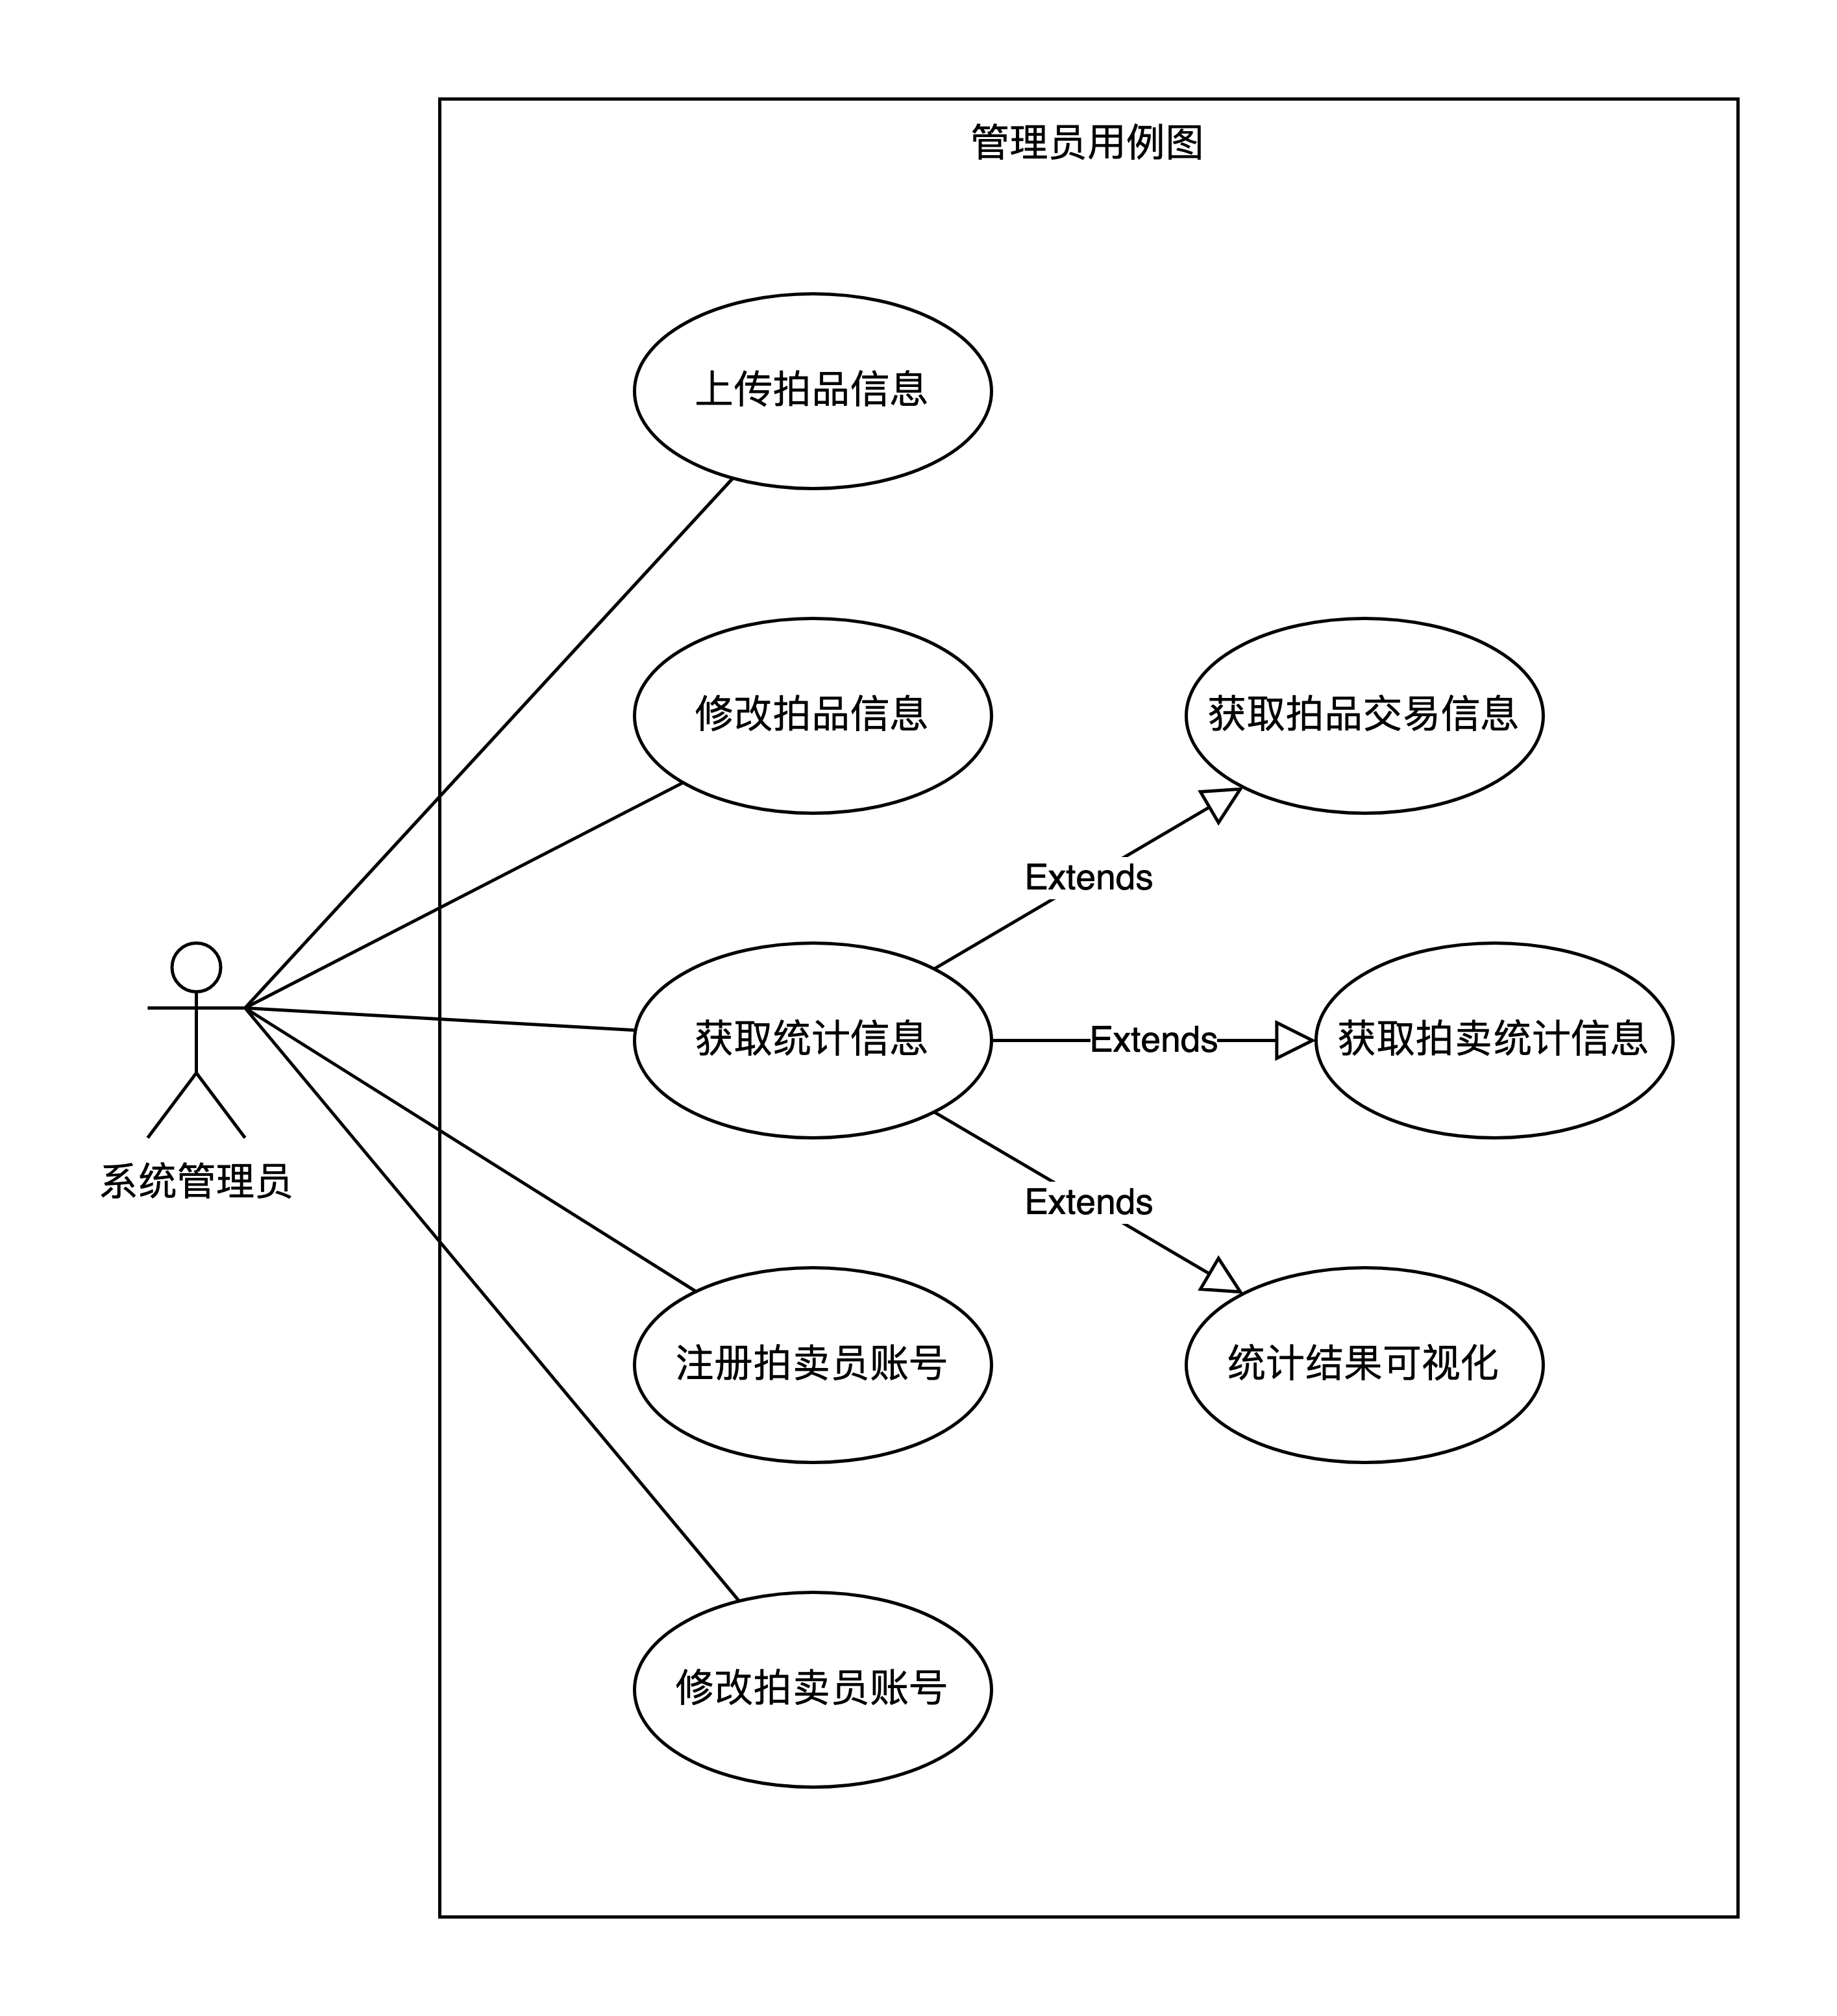 管理员用例图
上传拍品信息
修改拍品信息
获取拍品交易信息
Extends
获取统计信息
Extends
获取拍卖统计信息
系统管理员
Extends
注册拍卖员账号
统计结果可视化
修改拍卖员账号